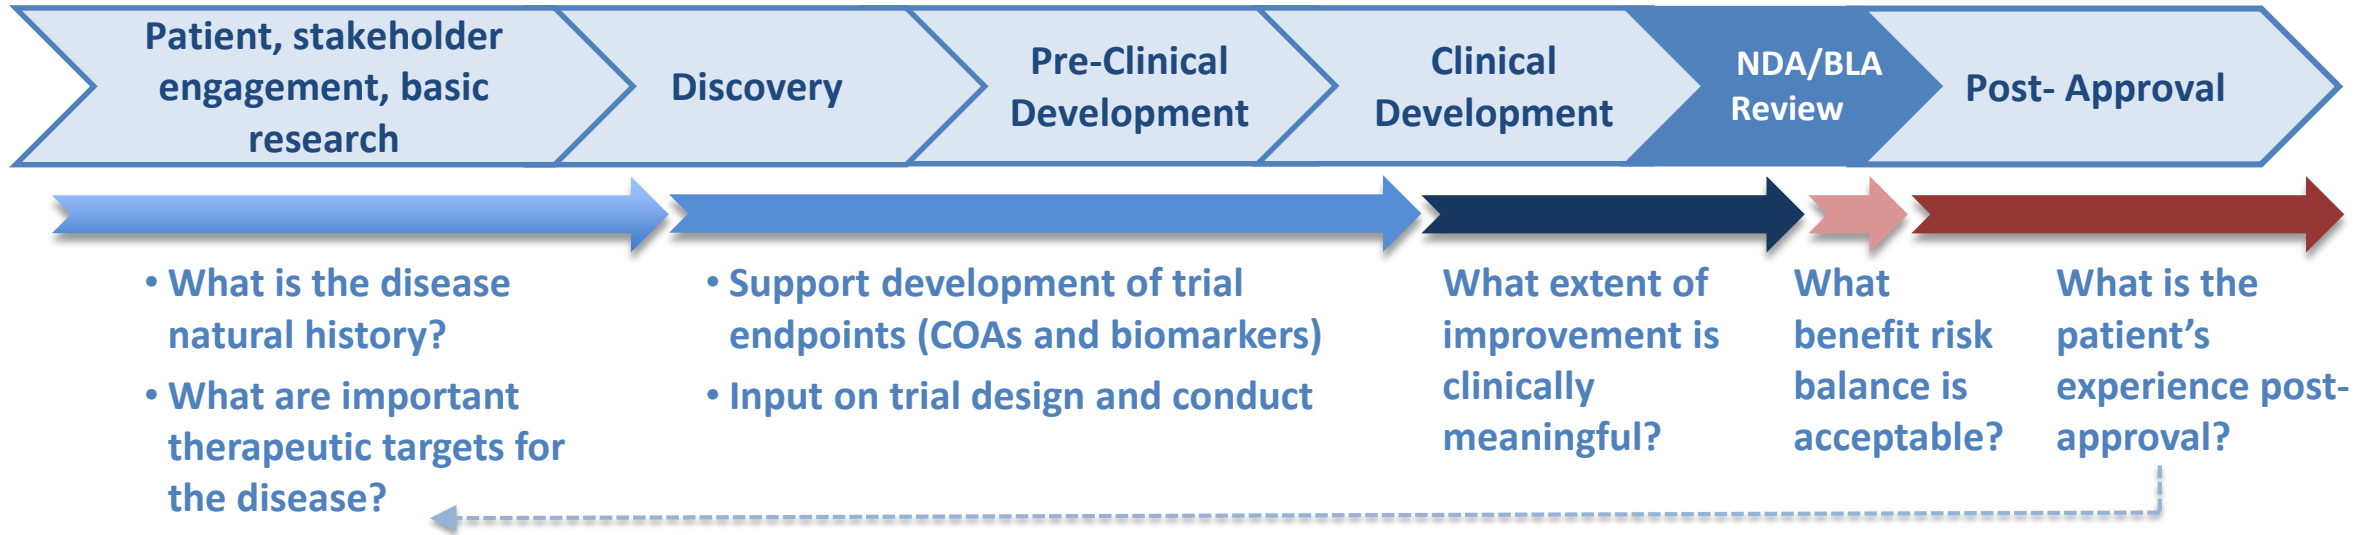 Patient, stakeholder
engagement, basic
research
Discovery
Pre-Clinical
Development
Clinical
Development
NDA/BLA
Review
Post- Approval
• What is the disease
natural history?
• What are important
therapeutic targets for
the disease?
• Support development of trial
endpoints (COAs and biomarkers)
• Input on trial design and conduct
What extent of
improvement is
clinically
meaningful?
What
benefit risk
balance is
acceptable?
What is the
patient’s
experience post-
approval?